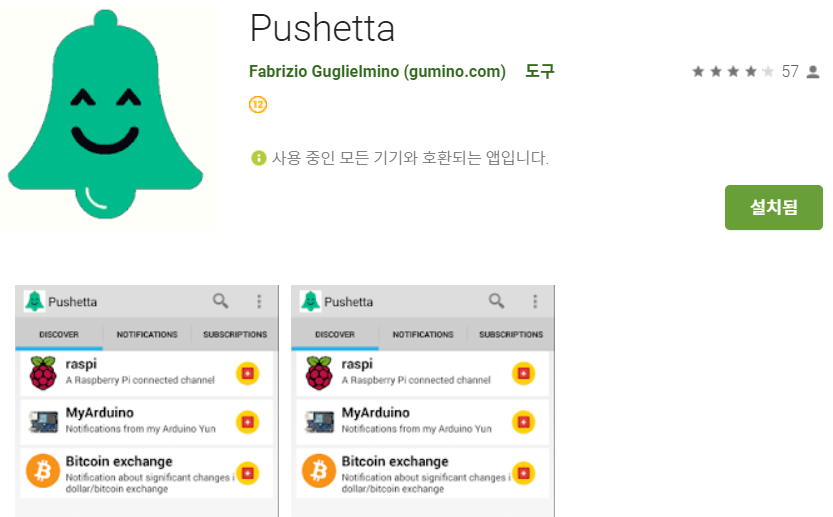 Pushetta
Fabrizio Guglielmino (gumino.com) 도구
57
12
사용 중인 모든 기기와 호환되는 앱입니다.
설치됨
Pushetta
DISCOVER NOTIFICATIONS SUBSCRIPTIONS
raspi
A Raspberry Pi connected channel
MyArduino
Notifications from my Arduino Yun
Bitcoin exchange
Notification about significant changes i
dollar/bitcoin exchange
Pushetta
DISCOVER NOTIFICATIONS SUBSCRIPTIONS
raspi
A Raspberry Pi connected channel
MyArduino
Notifications from my Arduino Yun
Bitcoin exchange
Notification about significant changes i
dollar/bitcoin exchange